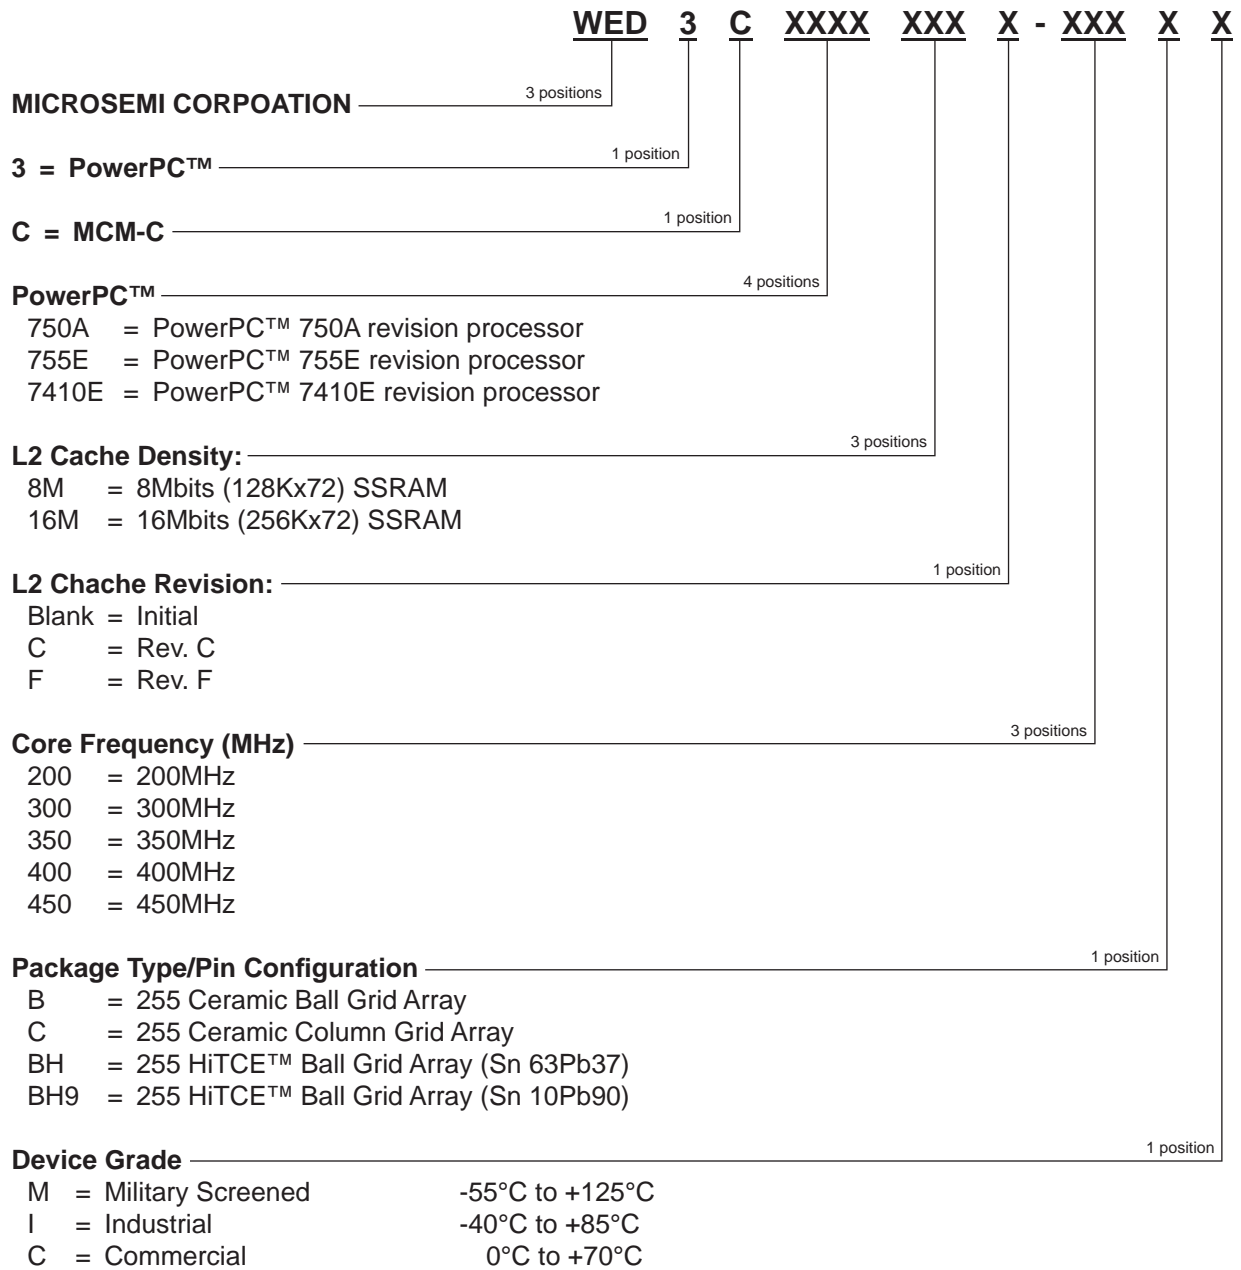 WED 3 C XXXX XXX X - XXX X X
3 positions
MICROSEMI CORPOATION
1 position
3 = PowerPC™
1 position
C = MCM-C
4 positions
PowerPC™
750A = PowerPC™ 750A revision processor
755E = PowerPC™ 755E revision processor
7410E = PowerPC™ 7410E revision processor
3 positions
L2 Cache Density:
8M = 8Mbits (128Kx72) SSRAM
16M = 16Mbits (256Kx72) SSRAM
1 position
L2 Chache Revision:
Blank = Initial
C = Rev. C
F = Rev. F
3 positions
Core Frequency (MHz)
200 = 200MHz
300 = 300MHz
350 = 350MHz
400 = 400MHz
450 = 450MHz
1 position
Package Type/Pin Configuration
B = 255 Ceramic Ball Grid Array
C = 255 Ceramic Column Grid Array
BH = 255 HiTCE™ Ball Grid Array (Sn 63Pb37)
BH9 = 255 HiTCE™ Ball Grid Array (Sn 10Pb90)
1 position
Device Grade
M = Military Screened -55°C to +125°C
I = Industrial -40°C to +85°C
C = Commercial 0°C to +70°C